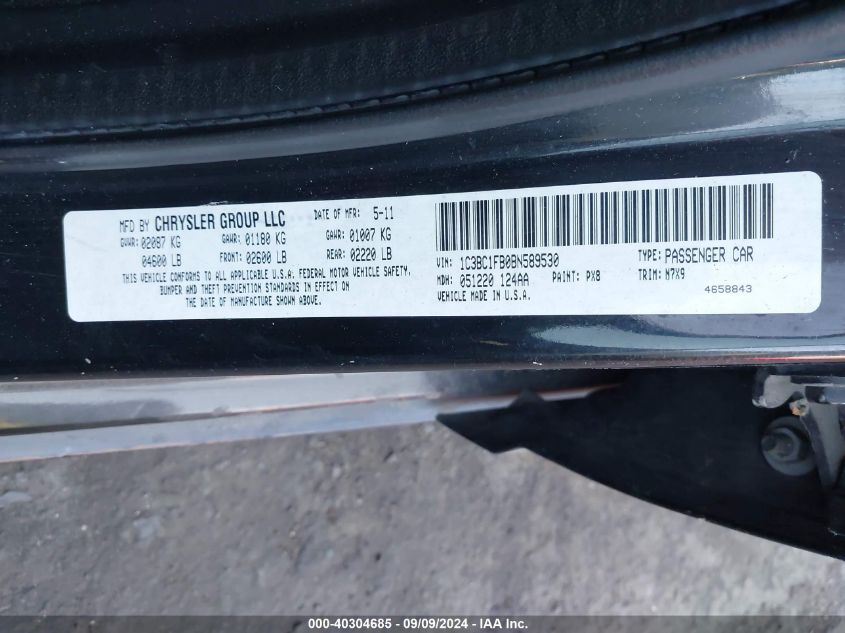 MFD BY CHRYSLER GROUP LLC DATE OF MFR: 5-11
GVWR: 02087 KG GAWR: 01180 KG GAWR: 01007 KG
04600 LB FRONT: 02600 LB REAR: 02220 LB
THIS VEHICLE CONFORMS TO ALL APPLICABLE U.S.A. FEDERAL MOTOR VEHICLE SAFETY,
BUMPER AND THEFT PREVENTION STANDARDS IN EFFECT ON
THE DATE OF MANUFACTURE SHOWN ABOVE.
VIN: 1C3BC1FB0BN589530 TYPE: PASSENGER CAR
MDH: 051220 124AA PAINT: PX8 TRIM: N7X9
VEHICLE MADE IN U.S.A. 4658843
000-40304685 - 09/09/2024 - IAA Inc.